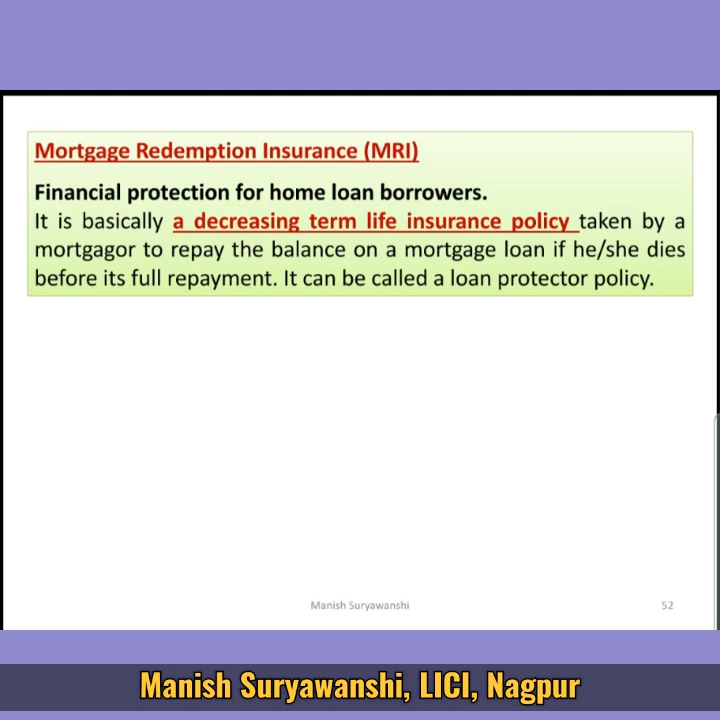 Mortgage Redemption Insurance (MRI)
Financial protection for home loan borrowers.
It is basically a decreasing term life insurance policy taken by a
mortgagor to repay the balance on a mortgage loan if he/she dies
before its full repayment. It can be called a loan protector policy.
Manish Suryawanshi
52
Manish Suryawanshi, LICI, Nagpur